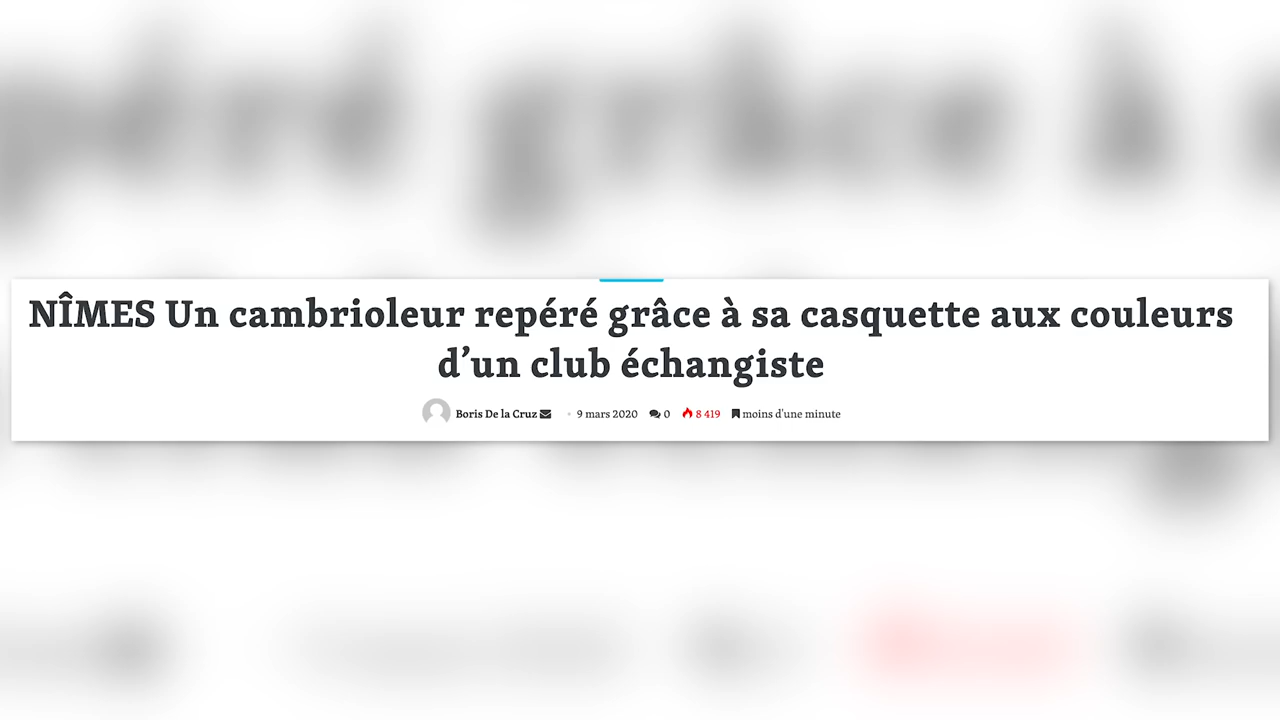 NÎMES Un cambrioleur repéré grâce à sa casquette aux couleurs
d’un club échangiste
Boris De la Cruz 9 mars 2020 0 8 419 moins d'une minute